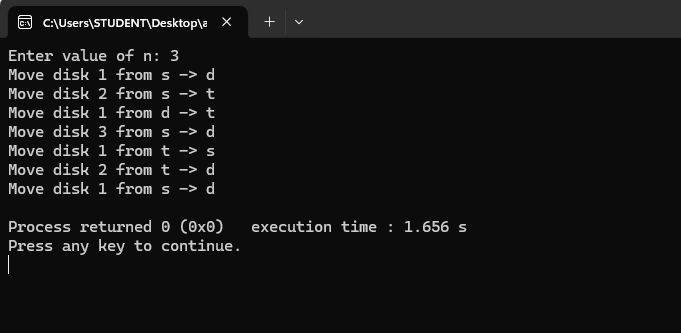 C:\Users\STUDENT\Desktop\a
Enter value of n: 3
Move disk 1 from s -> d
Move disk 2 from s -> t
Move disk 1 from d -> t
Move disk 3 from s -> d
Move disk 1 from t -> s
Move disk 2 from t -> d
Move disk 1 from s -> d
Process returned 0 (0x0)   execution time : 1.656 s
Press any key to continue.